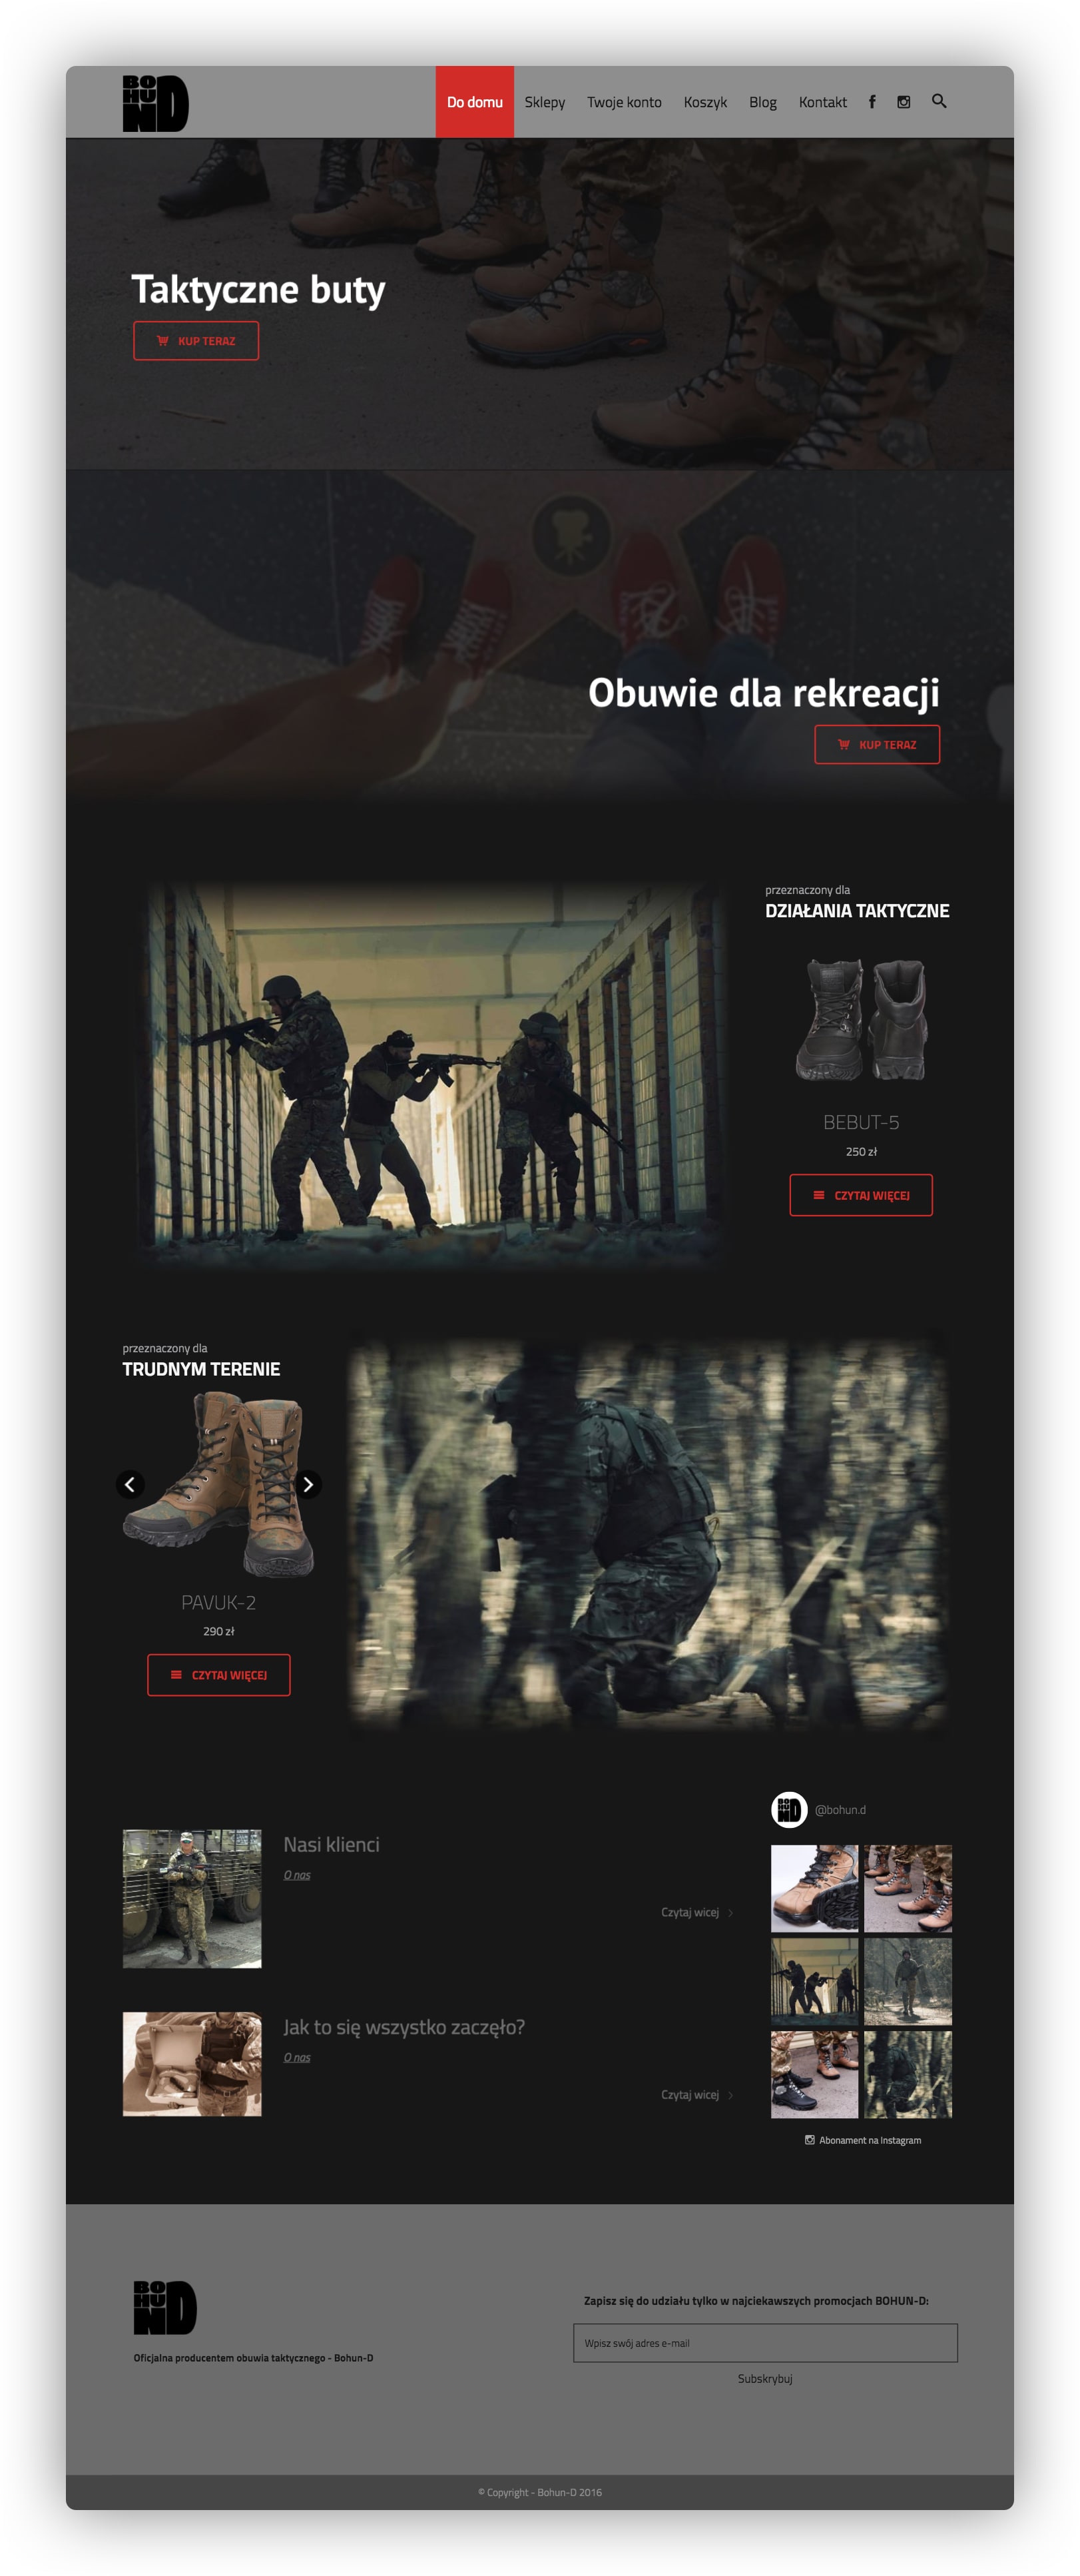 BO
HU
ND
Do domu Sklepy Twoje konto Koszyk Blog Kontakt
Taktyczne buty
KUP TERAZ
Obuwie dla rekreacji
KUP TERAZ
przeznaczony dla
DZIAŁANIA TAKTYCZNE
BEBUT-5
250 zł
CZYTAJ WIĘCEJ
przeznaczony dla
TRUDNYM TERENIE
PAVUK-2
290 zł
CZYTAJ WIĘCEJ
BO
HU
ND
@bohun.d
Nasi klienci
O nas
Czytaj wicej
Jak to się wszystko zaczęło?
O nas
Czytaj wicej
Abonament na Instagram
BO
HU
ND
Oficjalna producentem obuwia taktycznego - Bohun-D
Zapisz się do udziału tylko w najciekawszych promocjach BOHUN-D:
Wpisz swój adres e-mail
Subskrybuj
© Copyright - Bohun-D 2016